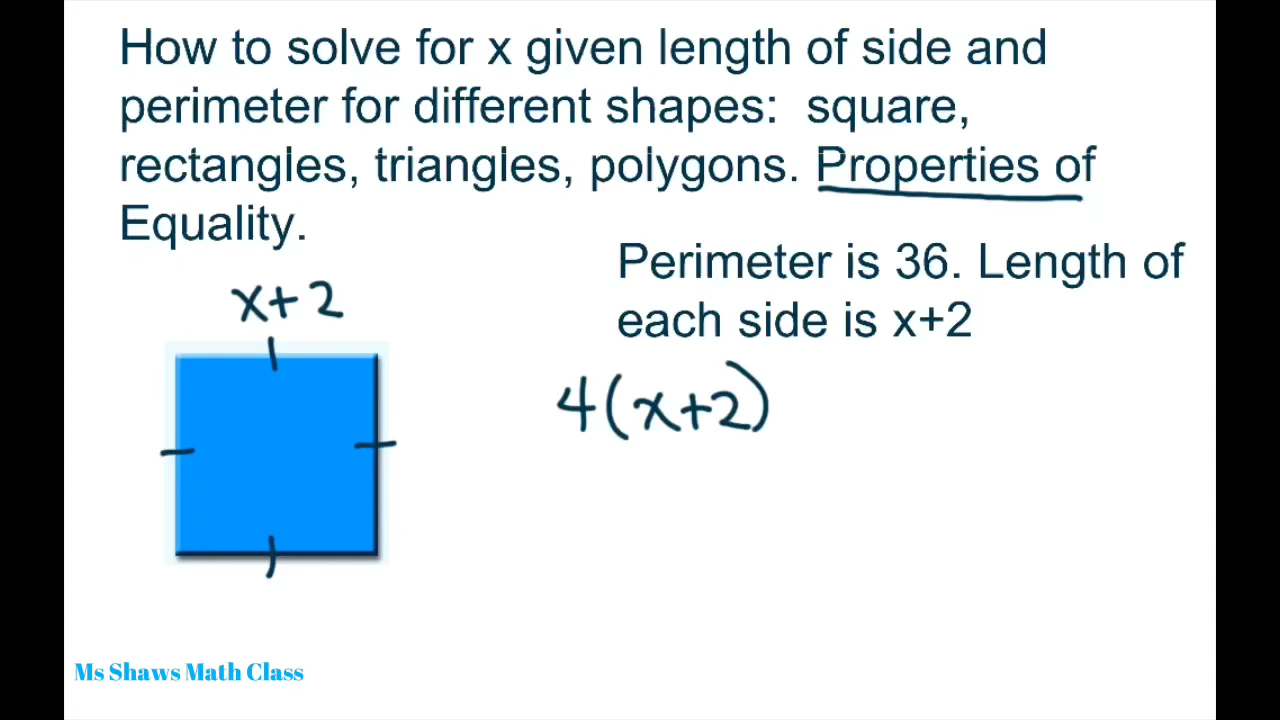 How to solve for x given length of side and
perimeter for different shapes:  square,
rectangles, triangles, polygons. Properties of
Equality.
Perimeter is 36. Length of
each side is x+2
x+2
4(x+2)
Ms Shaws Math Class